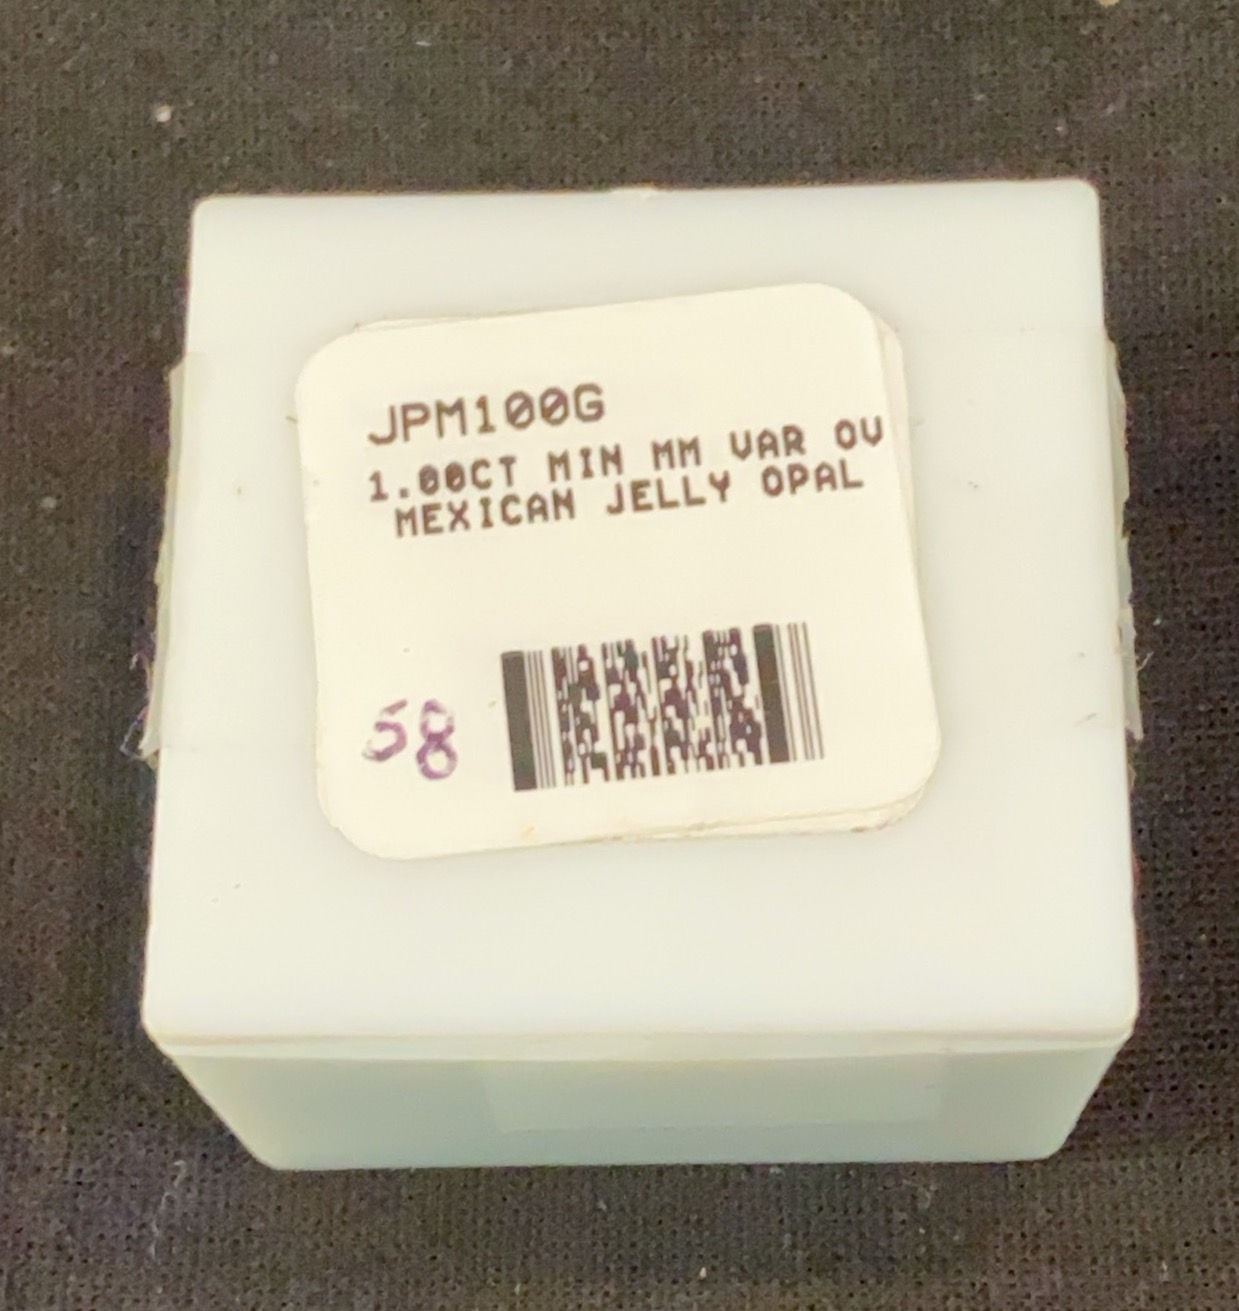 JPM100G
1.00CT MIN MM VAR OV
MEXICAN JELLY OPAL
58